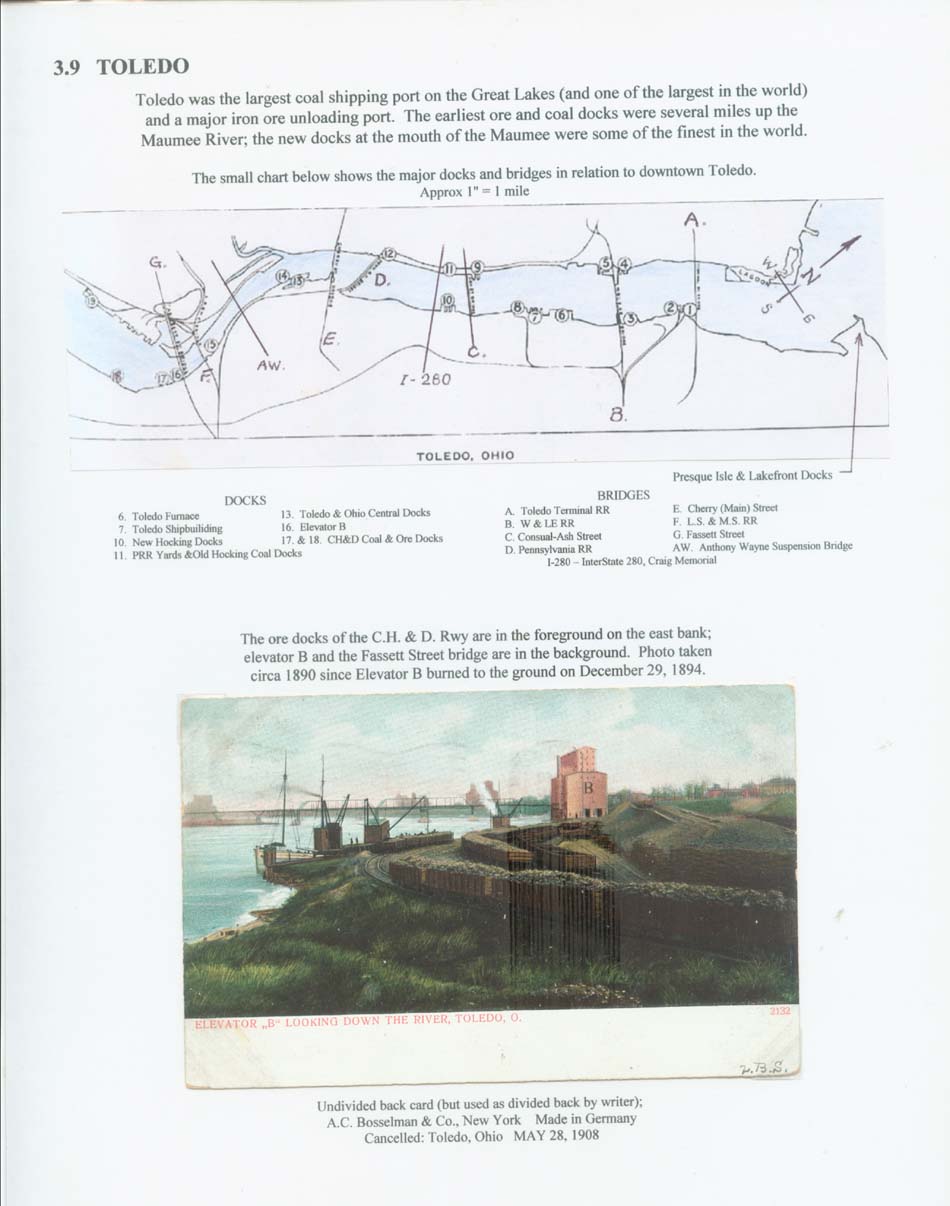 3.9 TOLEDO
Toledo was the largest coal shipping port on the Great Lakes (and one of the largest in the world)
and a major iron ore unloading port. The earliest ore and coal docks were several miles up the
Maumee River; the new docks at the mouth of the Maumee were some of the finest in the world.
The small chart below shows the major docks and bridges in relation to downtown Toledo.
Approx 1" = 1 mile
A.
G.
12
5
4
W
N
14
13
D.
11
9
LAGOON
19
10
8
7
6
3
2
1
S
6
15
E.
C.
AW.
18
17
16
F.
I-280
B.
TOLEDO, OHIO
Presque Isle & Lakefront Docks
DOCKS
6. Toledo Furnace
7. Toledo Shipbuiliding
10. New Hocking Docks
11. PRR Yards &Old Hocking Coal Docks
13. Toledo & Ohio Central Docks
16. Elevator B
17. & 18. CH&D Coal & Ore Docks
BRIDGES
A. Toledo Terminal RR
B. W & LE RR
C. Consual-Ash Street
D. Pennsylvania RR
E. Cherry (Main) Street
F. L.S. & M.S. RR
G. Fassett Street
AW. Anthony Wayne Suspension Bridge
I-280 – InterState 280, Craig Memorial
The ore docks of the C.H. & D. Rwy are in the foreground on the east bank;
elevator B and the Fassett Street bridge are in the background. Photo taken
circa 1890 since Elevator B burned to the ground on December 29, 1894.
B
ELEVATOR „B“ LOOKING DOWN THE RIVER, TOLEDO, O.
2132
L.B.S.
Undivided back card (but used as divided back by writer);
A.C. Bosselman & Co., New York Made in Germany
Cancelled: Toledo, Ohio MAY 28, 1908